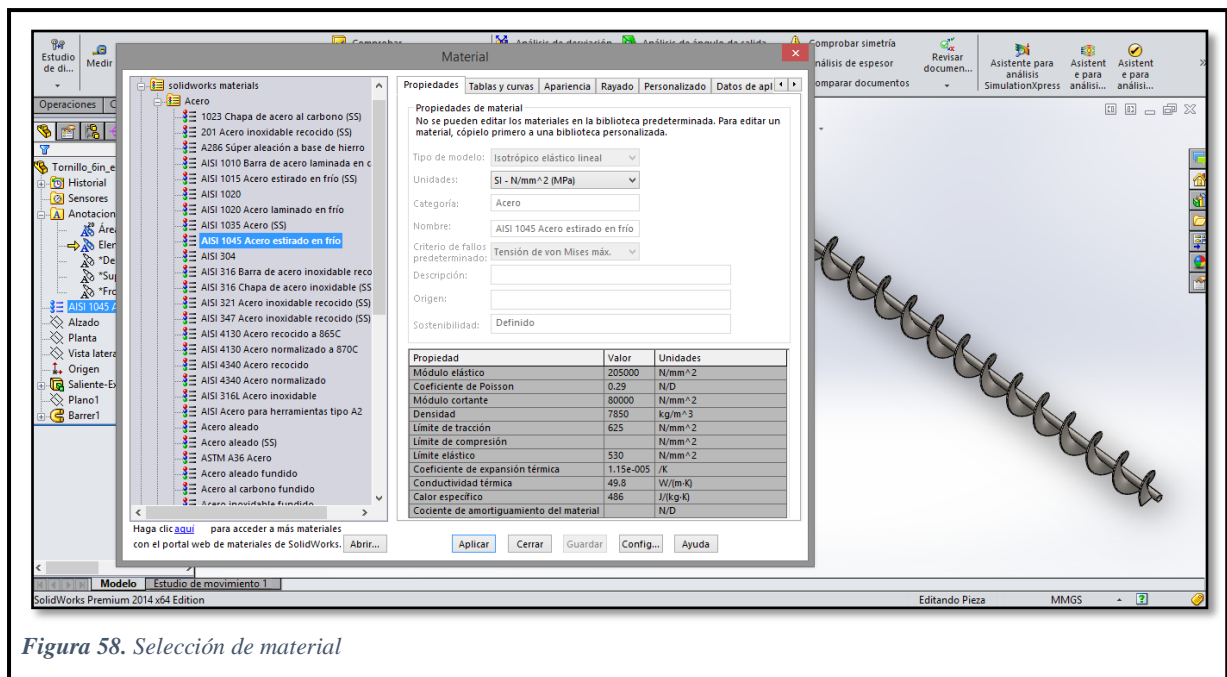 Estudio
de di...
Medir
Comprobar
Análisis de desviación
Análisis de ángulo de salida
Comprobar simetría
nálisis de espesor
omparar documentos
Revisar
documen...
Asistente para
análisis
SimulationXpress
Asistent
e para
análisi...
Asistent
e para
análisi...
Operaciones
Tornillo_6in_e
Historial
Sensores
Anotacion
Área
Elem
*De
*Sup
*Fro
AISI 1045 A
Alzado
Planta
Vista latera
Origen
Saliente-Ex
Plano1
Barrer1
Material
solidworks materials
Acero
1023 Chapa de acero al carbono (SS)
201 Acero inoxidable recocido (SS)
A286 Súper aleación a base de hierro
AISI 1010 Barra de acero laminada en c
AISI 1015 Acero estirado en frío (SS)
AISI 1020
AISI 1020 Acero laminado en frío
AISI 1035 Acero (SS)
AISI 1045 Acero estirado en frío
AISI 304
AISI 316 Barra de acero inoxidable reco
AISI 316 Chapa de acero inoxidable (SS
AISI 321 Acero inoxidable recocido (SS)
AISI 347 Acero inoxidable recocido (SS)
AISI 4130 Acero recocido a 865C
AISI 4130 Acero normalizado a 870C
AISI 4340 Acero recocido
AISI 4340 Acero normalizado
AISI 316L Acero inoxidable
AISI Acero para herramientas tipo A2
Acero aleado
Acero aleado (SS)
ASTM A36 Acero
Acero aleado fundido
Acero al carbono fundido
Acero inoxidable fundido
Haga clic aquí para acceder a más materiales
con el portal web de materiales de SolidWorks. Abrir...
Propiedades Tablas y curvas Apariencia Rayado Personalizado Datos de apl
Propiedades de material
No se pueden editar los materiales en la biblioteca predeterminada. Para editar un
material, cópielo primero a una biblioteca personalizada.
Tipo de modelo: Isotrópico elástico lineal
Unidades: SI - N/mm^2 (MPa)
Categoría: Acero
Nombre: AISI 1045 Acero estirado en frío
Criterio de fallos
predeterminado: Tensión de von Mises máx.
Descripción:
Origen:
Sostenibilidad: Definido
Propiedad Valor Unidades
Módulo elástico 205000 N/mm^2
Coeficiente de Poisson 0.29 N/D
Módulo cortante 80000 N/mm^2
Densidad 7850 kg/m^3
Límite de tracción 625 N/mm^2
Límite de compresión N/mm^2
Límite elástico 530 N/mm^2
Coeficiente de expansión térmica 1.15e-005 /K
Conductividad térmica 49.8 W/(m·K)
Calor específico 486 J/(kg·K)
Cociente de amortiguamiento del material N/D
Aplicar Cerrar Guardar Config... Ayuda
Modelo Estudio de movimiento 1
SolidWorks Premium 2014 x64 Edition
Editando Pieza MMGS
Figura 58. Selección de material